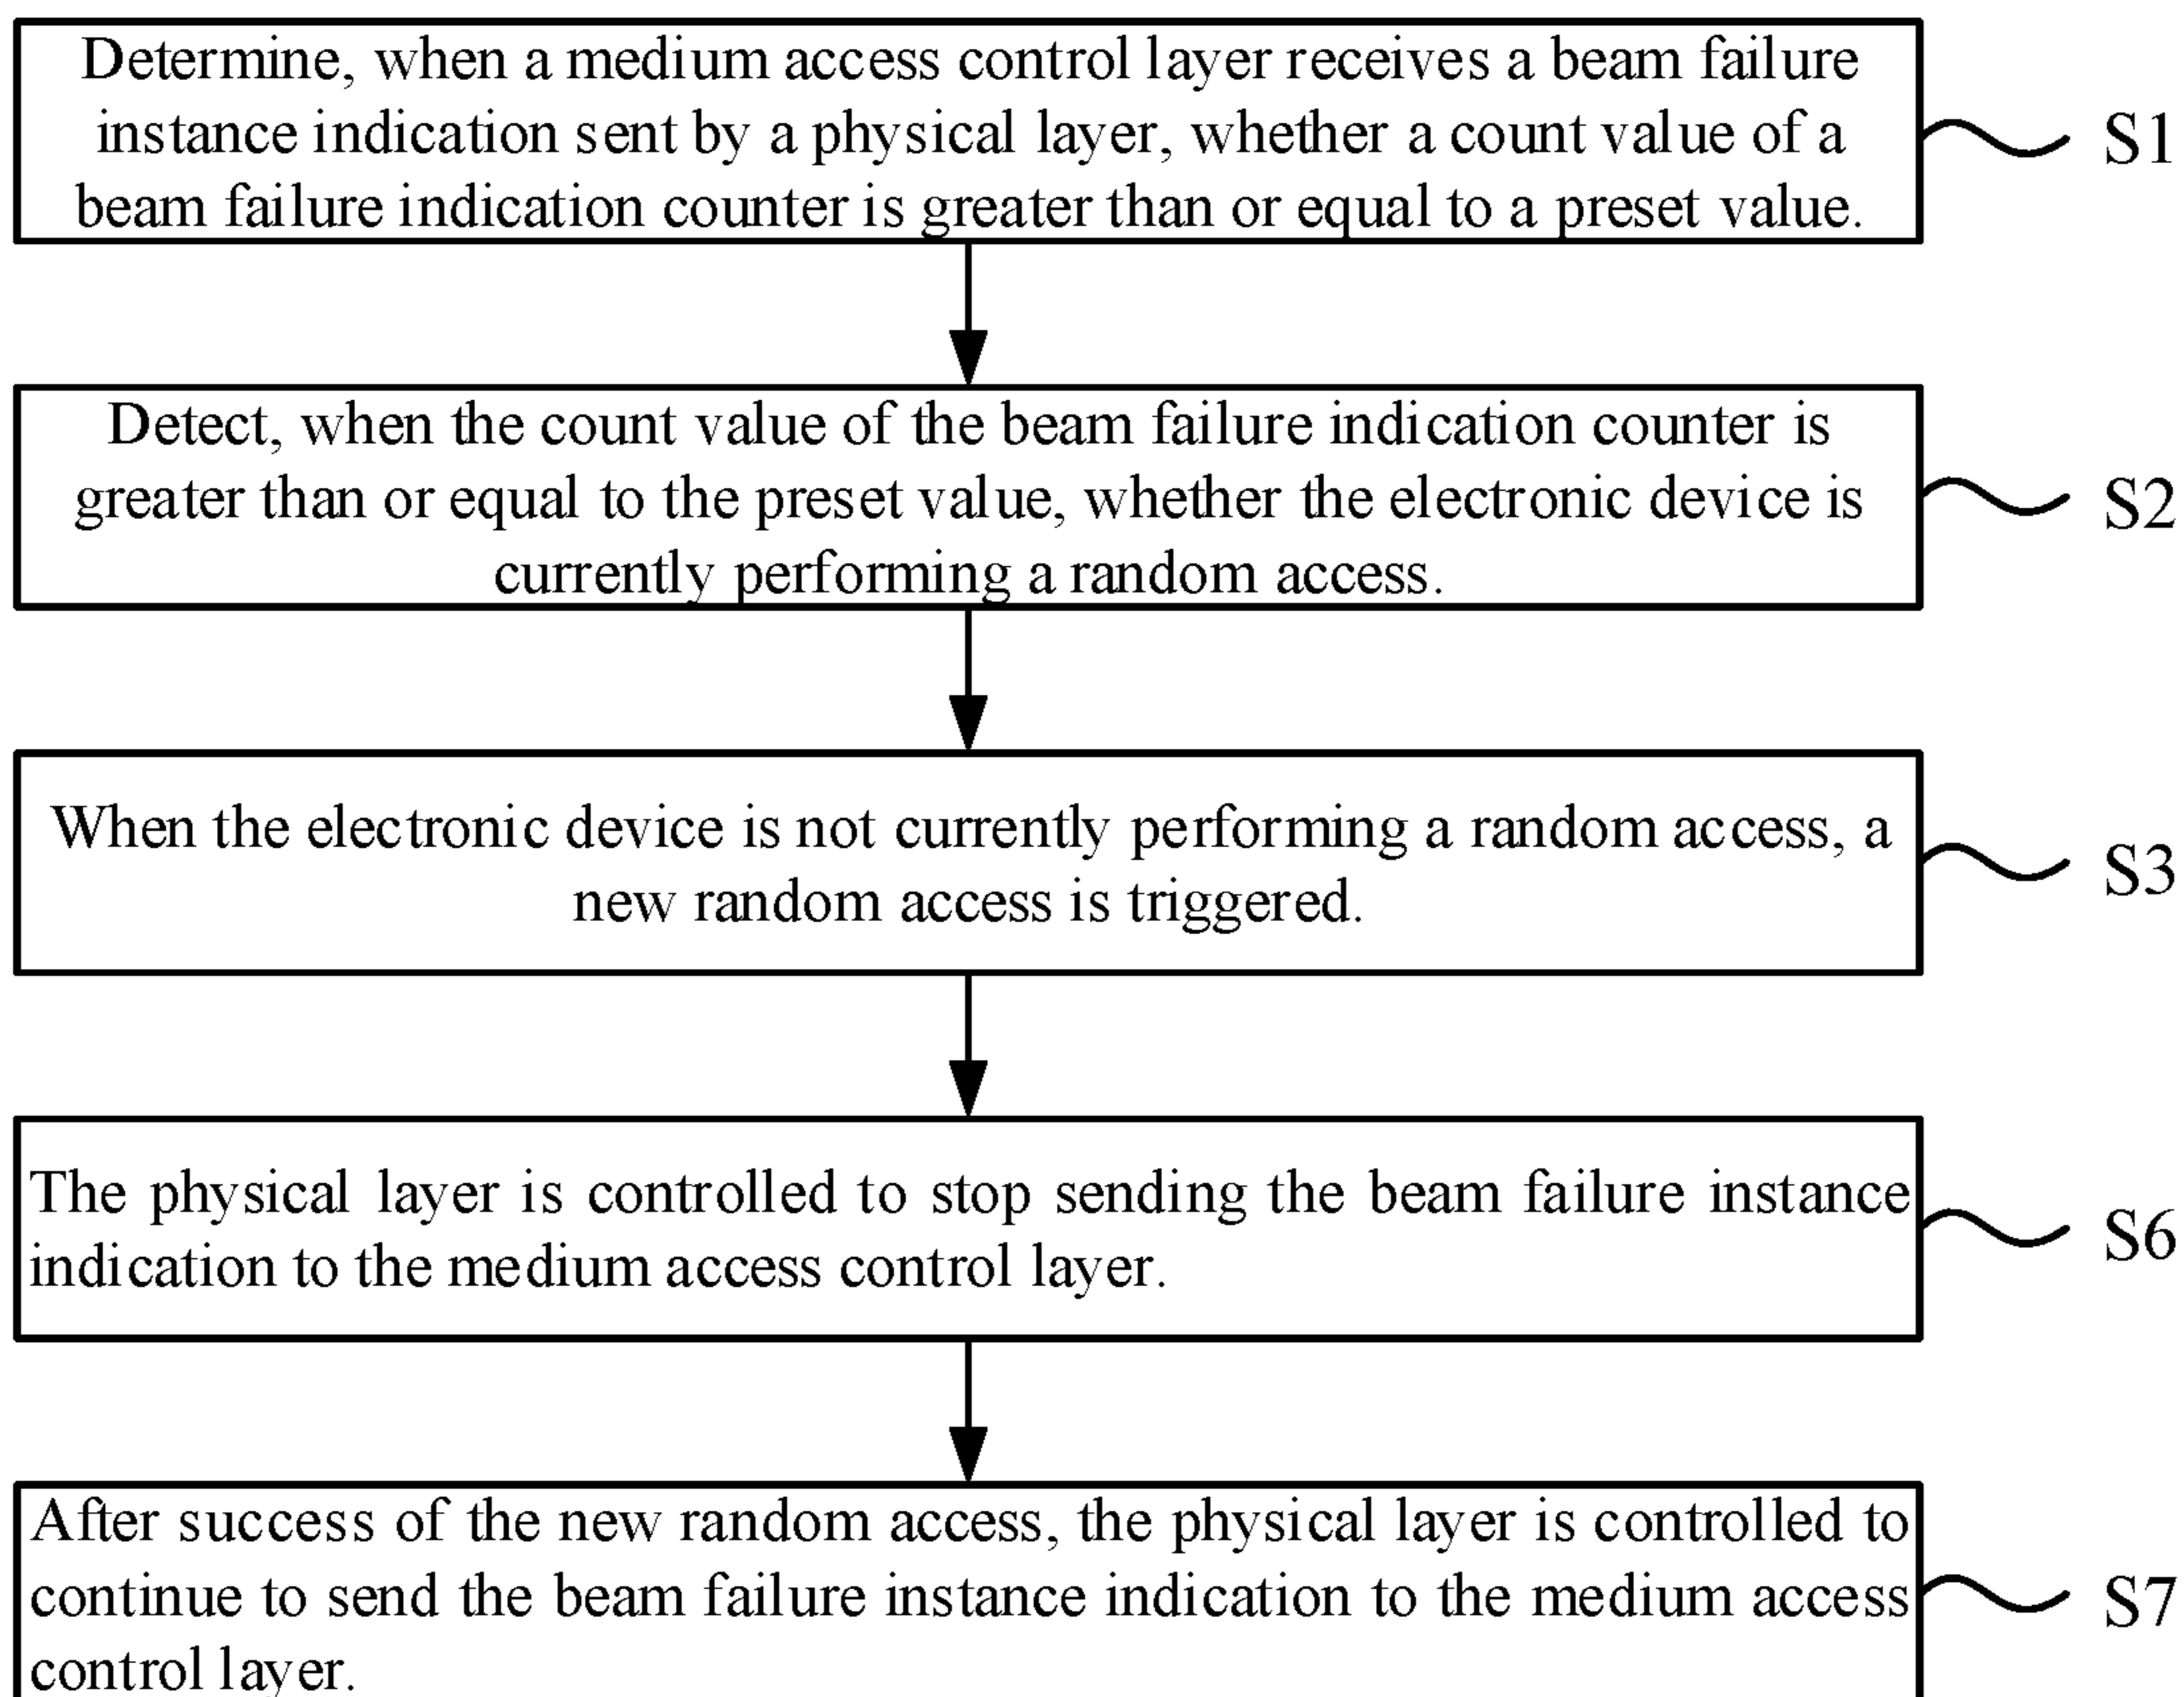 Determine, when a medium access control layer receives a beam failure
instance indication sent by a physical layer, whether a count value of a
beam failure indication counter is greater than or equal to a preset value.
S1
Detect, when the count value of the beam failure indication counter is
greater than or equal to the preset value, whether the electronic device is
currently performing a random access.
S2
When the electronic device is not currently performing a random access, a
new random access is triggered.
S3
The physical layer is controlled to stop sending the beam failure instance
indication to the medium access control layer.
S6
After success of the new random access, the physical layer is controlled to
continue to send the beam failure instance indication to the medium access
control layer.
S7